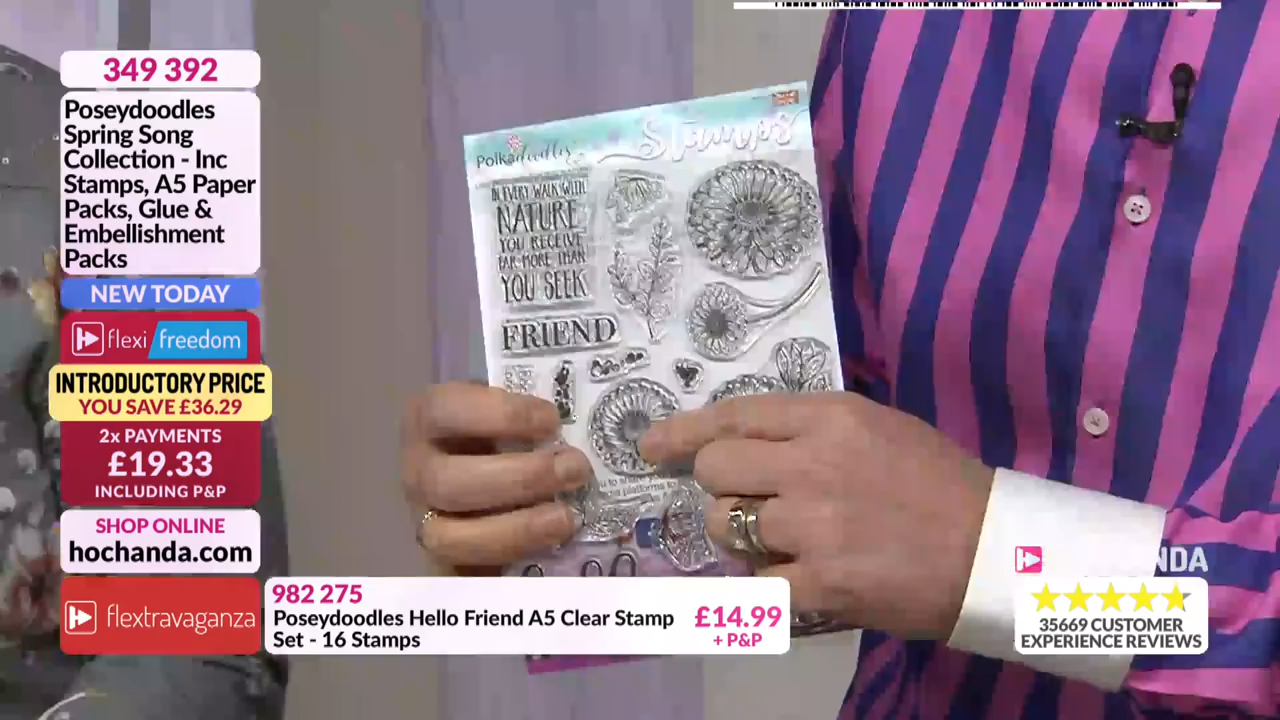 349 392
Poseydoodles
Spring Song
Collection - Inc
Stamps, A5 Paper
Packs, Glue &
Embellishment
Packs
NEW TODAY
flexi freedom
INTRODUCTORY PRICE
YOU SAVE £36.29
2x PAYMENTS
£19.33
INCLUDING P&P
SHOP ONLINE
hochanda.com
flextravaganza
982 275
Poseydoodles Hello Friend A5 Clear Stamp
Set - 16 Stamps
£14.99
+ P&P
Polkadoodles
Stamps
IN EVERY WALK WITH
NATURE
YOU RECEIVE
FAR MORE THAN
YOU SEEK
FRIEND
NDA
35669 CUSTOMER
EXPERIENCE REVIEWS